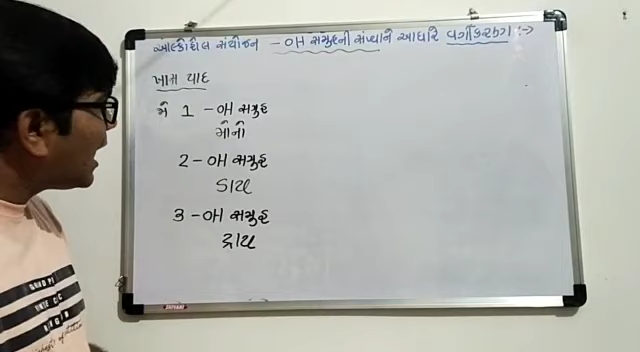 આલ્કોહોલ સંયોજન -OH સમુહની સંખ્યાને આધારે વર્ગીકરણ :->
ખાસ યાદ
1 -OH સમુહ
મોનો
2 -OH સમુહ
ડાય
3 -OH સમુહ
ટ્રાય